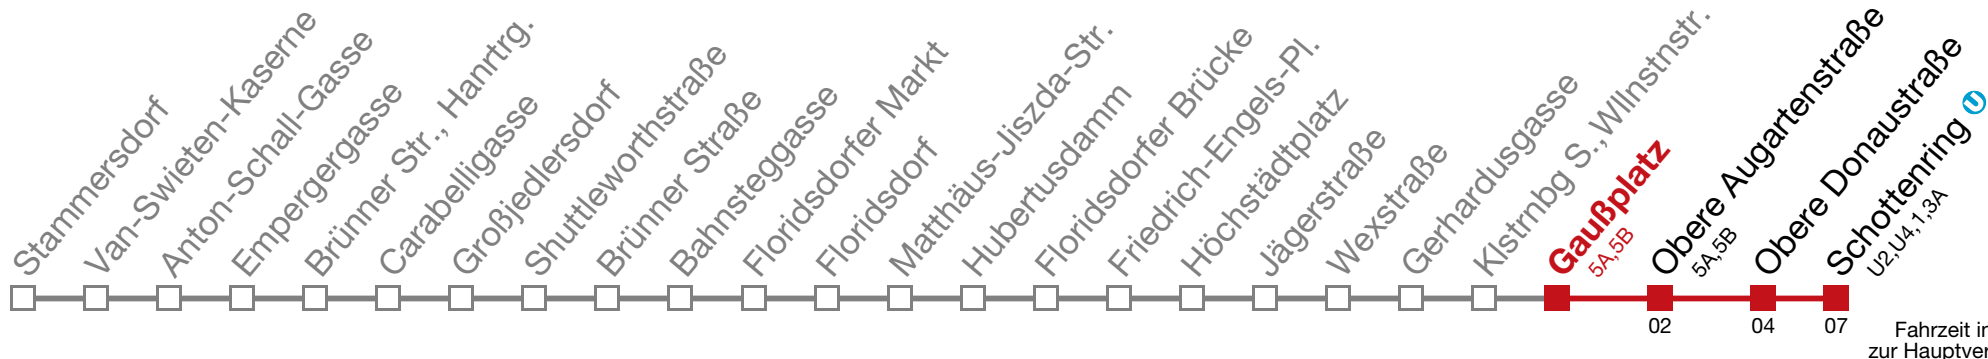 Stammersdorf
Van-Swieten-Kaserne
Anton-Schall-Gasse
Empergergasse
Brünner Str., Hanrtrg.
Carabelligasse
Großjedlersdorf
Shuttleworthstraße
Brünner Straße
Bahnsteggasse
Floridsdorfer Markt
Floridsdorf
Matthäus-Jiszda-Str.
Hubertusdamm
Floridsdorfer Brücke
Friedrich-Engels-Pl.
Höchstädtplatz
Jägerstraße
Wexstraße
Gerhardusgasse
Klstrnbg S., Wllnstnstr.
Gaußplatz
5A,5B
Obere Augartenstraße
5A,5B
Obere Donaustraße
Schottenring U
U2,U4,1,3A
02 04 07
Fahrzeit in
zur Hauptver